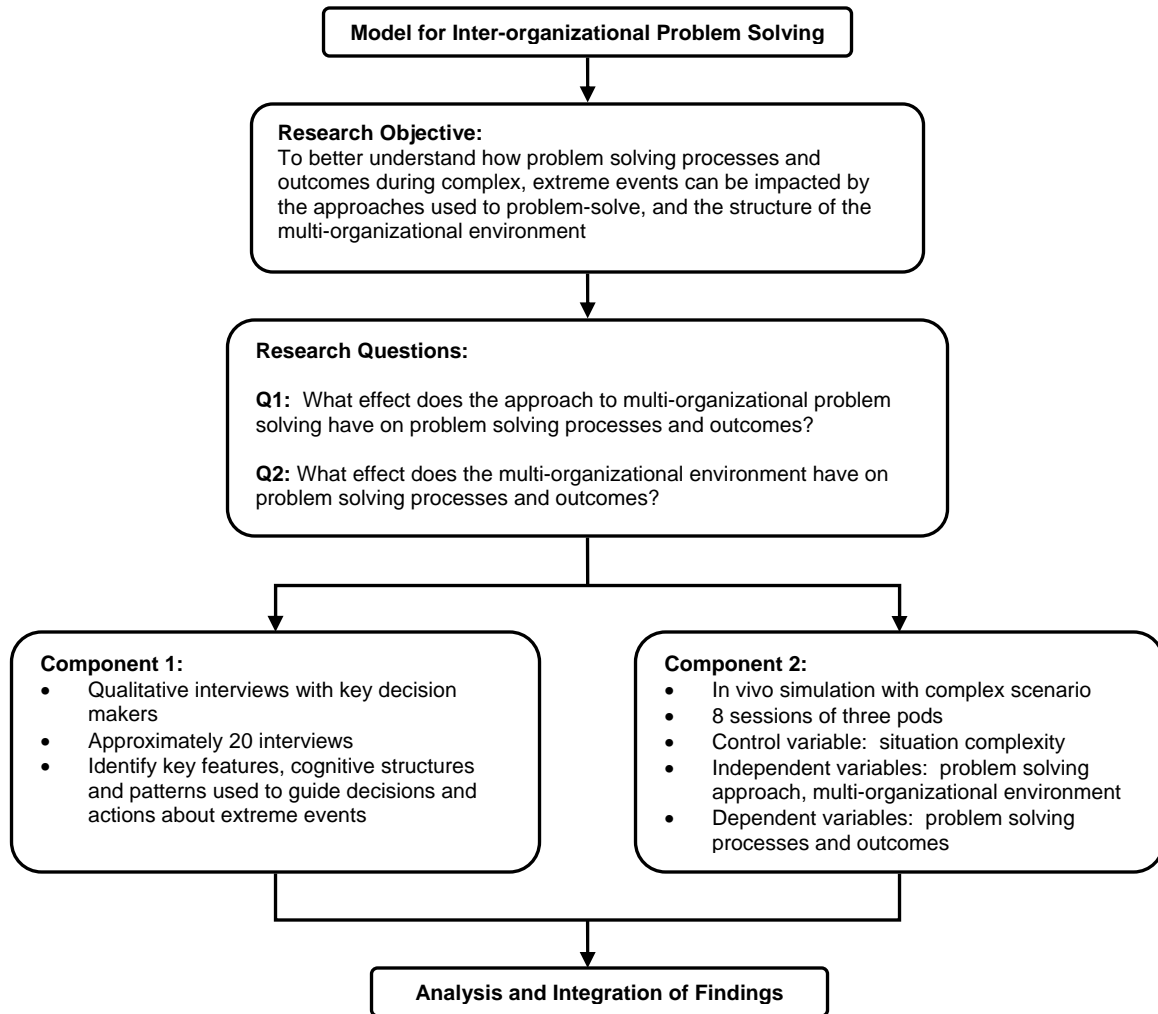 Model for Inter-organizational Problem Solving
Research Objective:
To better understand how problem solving processes and
outcomes during complex, extreme events can be impacted by
the approaches used to problem-solve, and the structure of the
multi-organizational environment
Research Questions:
Q1: What effect does the approach to multi-organizational problem
solving have on problem solving processes and outcomes?
Q2: What effect does the multi-organizational environment have on
problem solving processes and outcomes?
Component 1:
• Qualitative interviews with key decision
makers
• Approximately 20 interviews
• Identify key features, cognitive structures
and patterns used to guide decisions and
actions about extreme events
Component 2:
• In vivo simulation with complex scenario
• 8 sessions of three pods
• Control variable: situation complexity
• Independent variables: problem solving
approach, multi-organizational environment
• Dependent variables: problem solving
processes and outcomes
Analysis and Integration of Findings